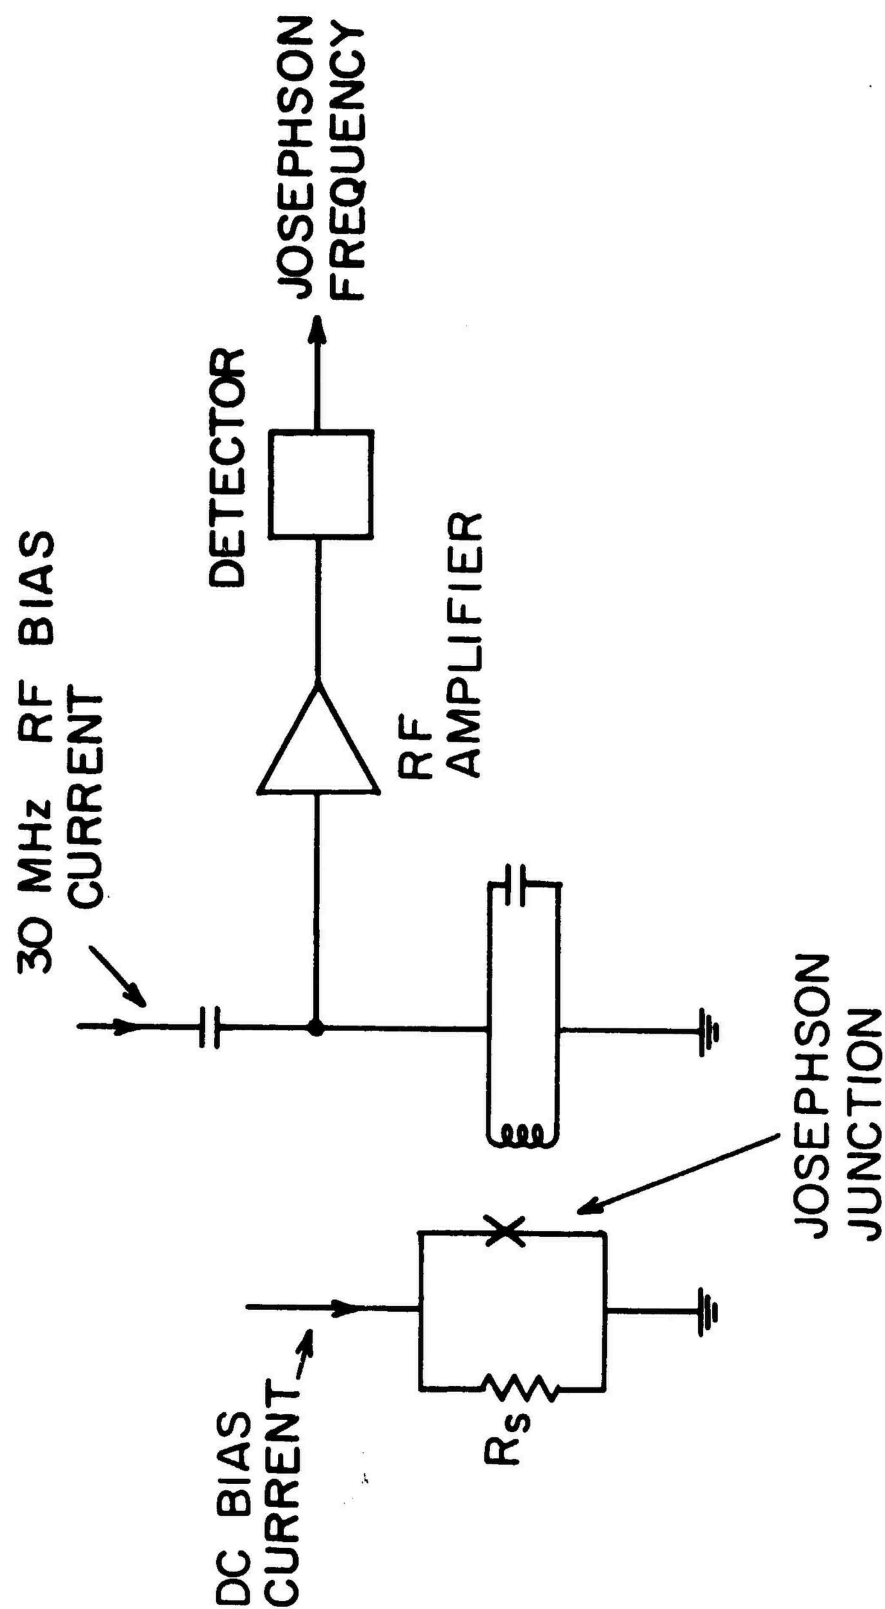 30 MHz RF BIAS
CURRENT
DETECTOR
JOSEPHSON
FREQUENCY
RF
AMPLIFIER
DC BIAS
CURRENT
Rs
JOSEPHSON
JUNCTION